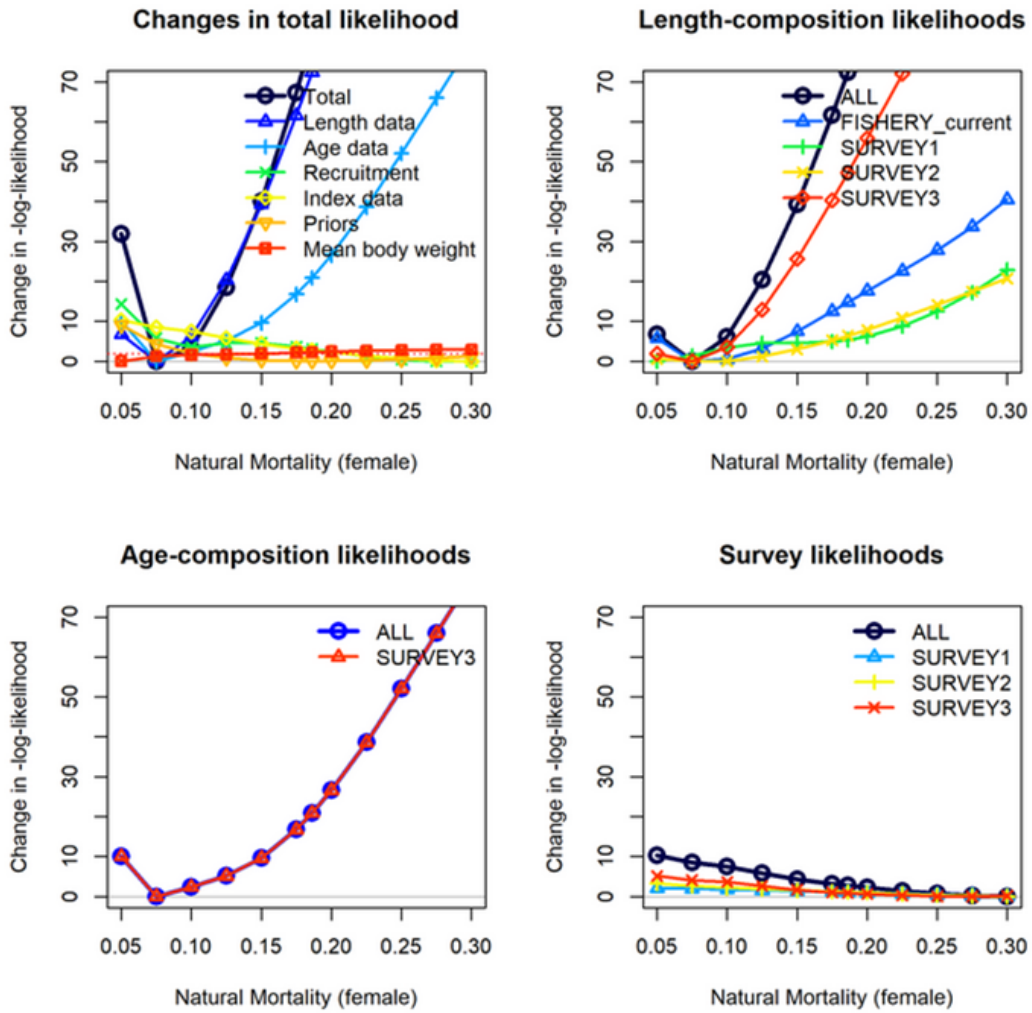 Changes in total likelihood
Change in -log-likelihood
70
50
30
10
0
Total
Length data
Age data
Recruitment
Index data
Priors
Mean body weight
0.05 0.10 0.15 0.20 0.25 0.30
Natural Mortality (female)
Length-composition likelihoods
Change in -log-likelihood
70
50
30
10
0
ALL
FISHERY_current
SURVEY1
SURVEY2
SURVEY3
0.05 0.10 0.15 0.20 0.25 0.30
Natural Mortality (female)
Age-composition likelihoods
Change in -log-likelihood
70
50
30
10
0
ALL
SURVEY3
0.05 0.10 0.15 0.20 0.25 0.30
Natural Mortality (female)
Survey likelihoods
Change in -log-likelihood
70
50
30
10
0
ALL
SURVEY1
SURVEY2
SURVEY3
0.05 0.10 0.15 0.20 0.25 0.30
Natural Mortality (female)